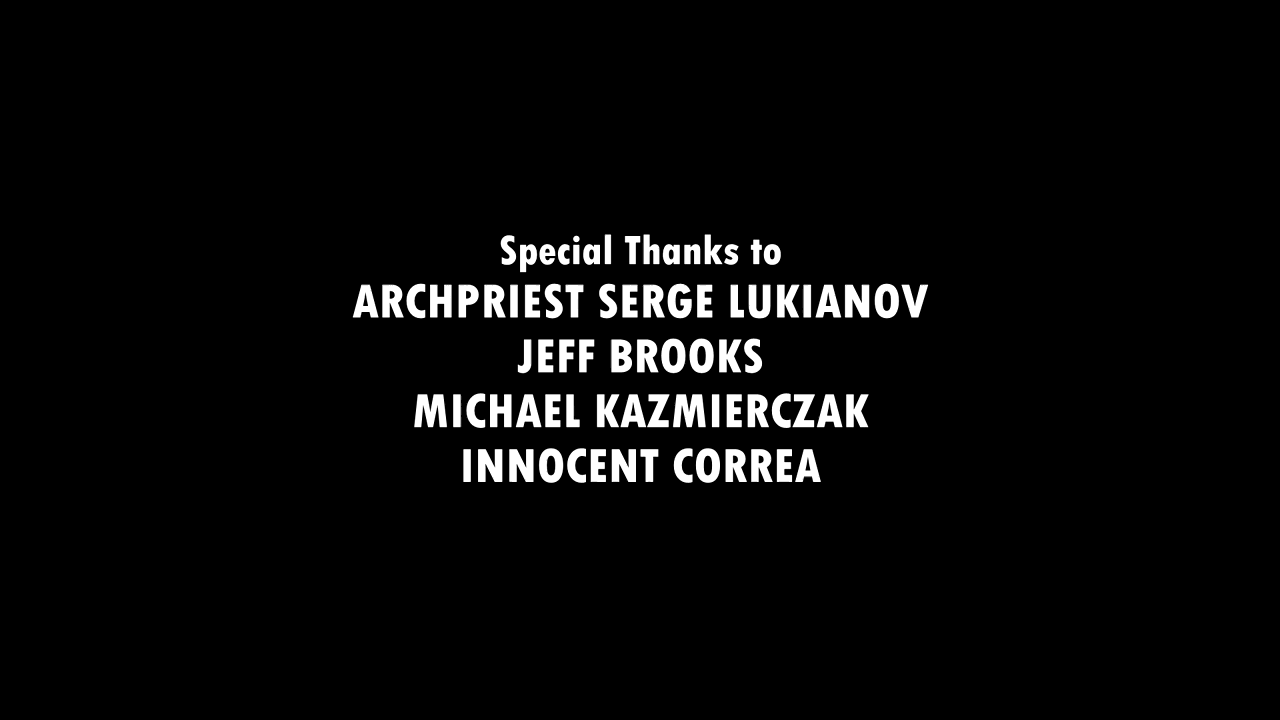 Special Thanks to
ARCHPRIEST SERGE LUKIANOV
JEFF BROOKS
MICHAEL KAZMIERCZAK
INNOCENT CORREA